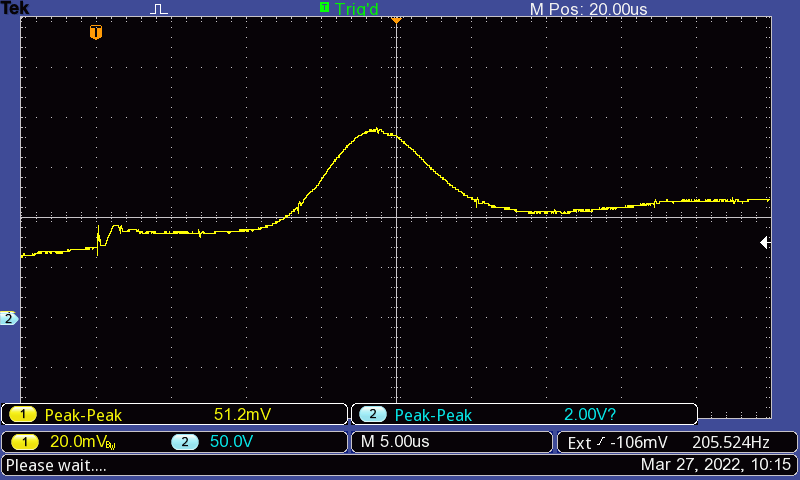 Tek T Trig'd M Pos: 20.00us
T
2
1 Peak-Peak 51.2mV 2 Peak-Peak 2.00V?
1 20.0mVBW 2 50.0V M 5.00us Ext -106mV 205.524Hz
Please wait.... Mar 27, 2022, 10:15